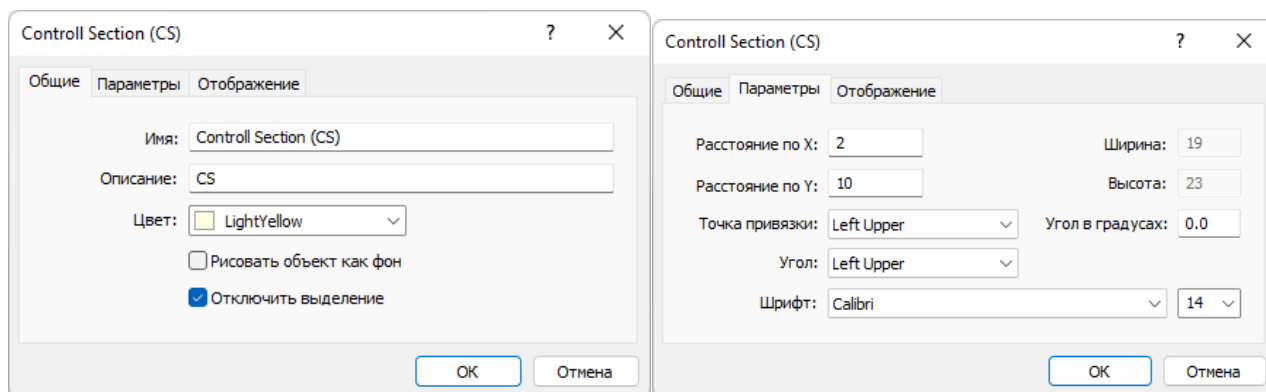 Controll Section (CS)
Общие Параметры Отображение
Имя: Controll Section (CS)
Описание: CS
Цвет: LightYellow
Рисовать объект как фон
Отключить выделение
OK Отмена
Controll Section (CS)
Общие Параметры Отображение
Расстояние по X: 2 Ширина: 19
Расстояние по Y: 10 Высота: 23
Точка привязки: Left Upper Угол в градусах: 0.0
Угол: Left Upper
Шрифт: Calibri 14
OK Отмена